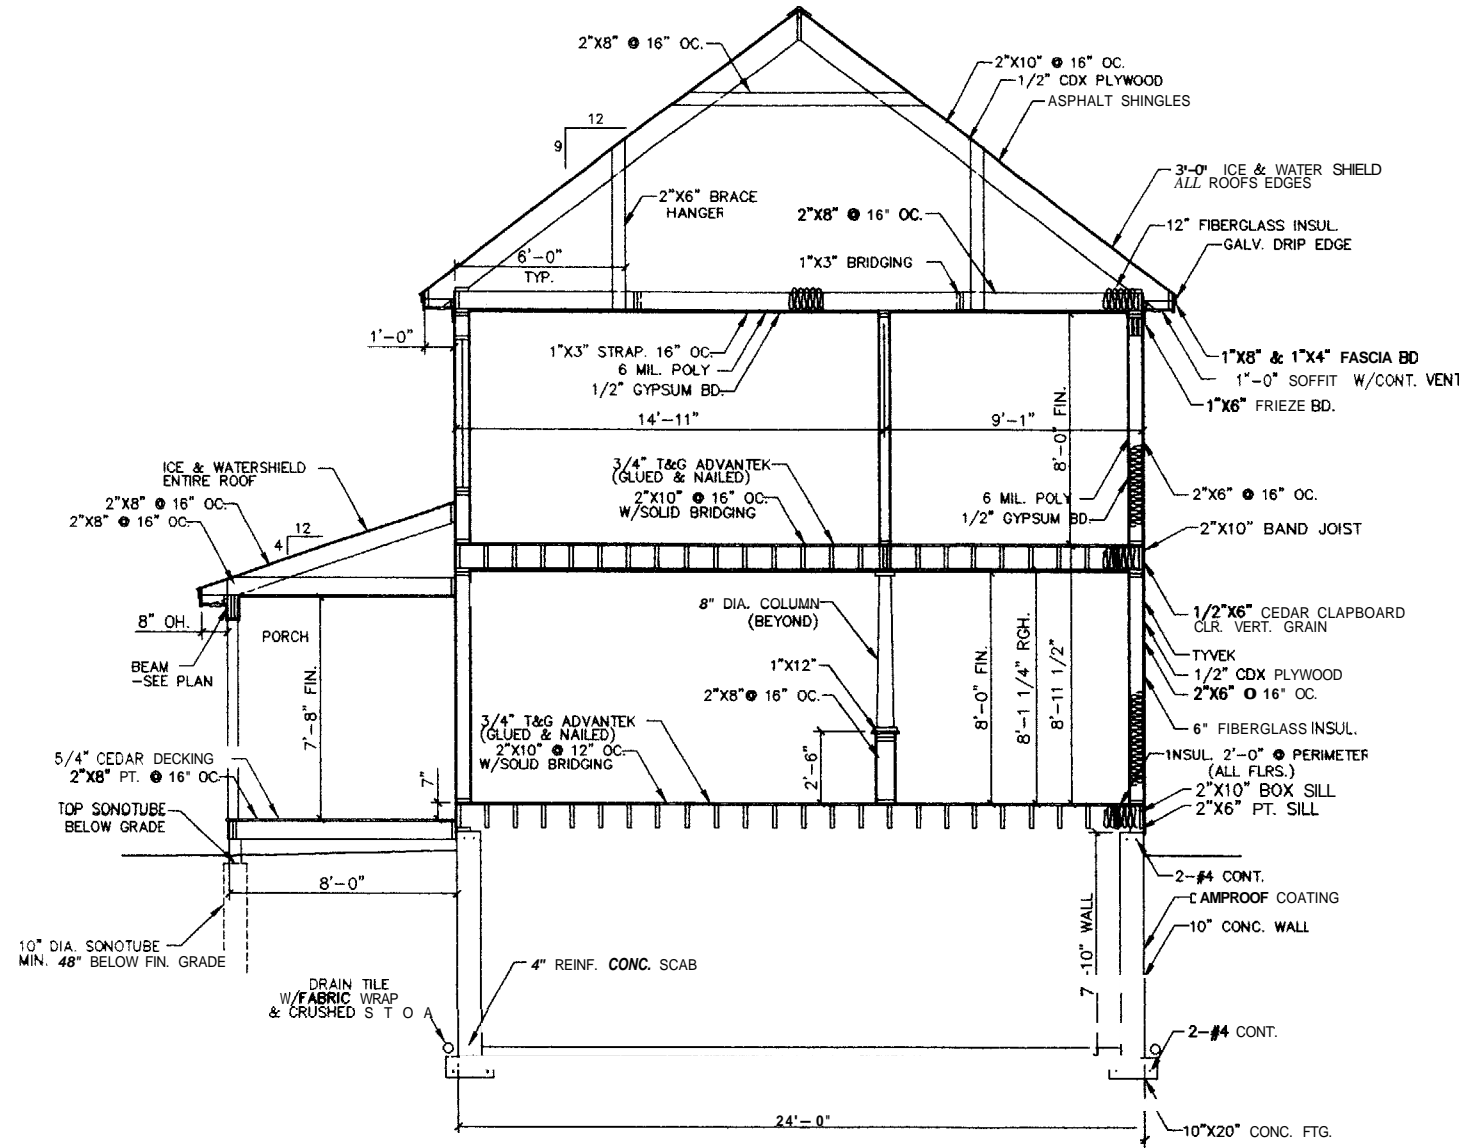 2"X8" @ 16" OC.
2"X10" @ 16" OC.
1/2" CDX PLYWOOD
ASPHALT SHINGLES
12
9
3'-0" ICE & WATER SHIELD
ALL ROOFS EDGES
2"X6" BRACE
HANGER
2"X8" @ 16" OC.
12" FIBERGLASS INSUL.
GALV. DRIP EDGE
6'-0"
TYP.
1"X3" BRIDGING
1'-0"
1"X3" STRAP. 16" OC.
6 MIL. POLY
1/2" GYPSUM BD.
1"X8" & 1"X4" FASCIA BD
1"-0" SOFFIT W/CONT. VENT
1"X6" FRIEZE BD.
14'-11"
9'-1"
8'-0" FIN.
ICE & WATERSHIELD
ENTIRE ROOF
2"X8" @ 16" OC.
2"X8" @ 16" OC.
12
4
3/4" T&G ADVANTEK
(GLUED & NAILED)
2"X10" @ 16" OC.
W/SOLID BRIDGING
6 MIL. POLY
1/2" GYPSUM BD.
2"X6" @ 16" OC.
2"X10" BAND JOIST
8" OH.
PORCH
BEAM
-SEE PLAN
7'-8" FIN.
8" DIA. COLUMN
(BEYOND)
1"X12"
2"X8"@ 16" OC.
8'-0" FIN.
8'-1 1/4" RGH.
8'-11 1/2"
1/2"X6" CEDAR CLAPBOARD
CLR. VERT. GRAIN
TYVEK
1/2" CDX PLYWOOD
2"X6" O 16" OC.
6" FIBERGLASS INSUL.
3/4" T&G ADVANTEK
(GLUED & NAILED)
2"X10" @ 12" OC.
W/SOLID BRIDGING
7"
2'-6"
5/4" CEDAR DECKING
2"X8" PT. @ 16" OC.
TOP SONOTUBE
BELOW GRADE
INSUL. 2'-0" @ PERIMETER
(ALL FLRS.)
2"X10" BOX SILL
2"X6" PT. SILL
8'-0"
2-#4 CONT.
AMPROOF COATING
10" CONC. WALL
7 -10" WALL
10" DIA. SONOTUBE
MIN. 48" BELOW FIN. GRADE
DRAIN TILE
W/FABRIC WRAP
& CRUSHED S T O A
4" REINF. CONC. SCAB
2-#4 CONT.
24'-0"
10"X20" CONC. FTG.